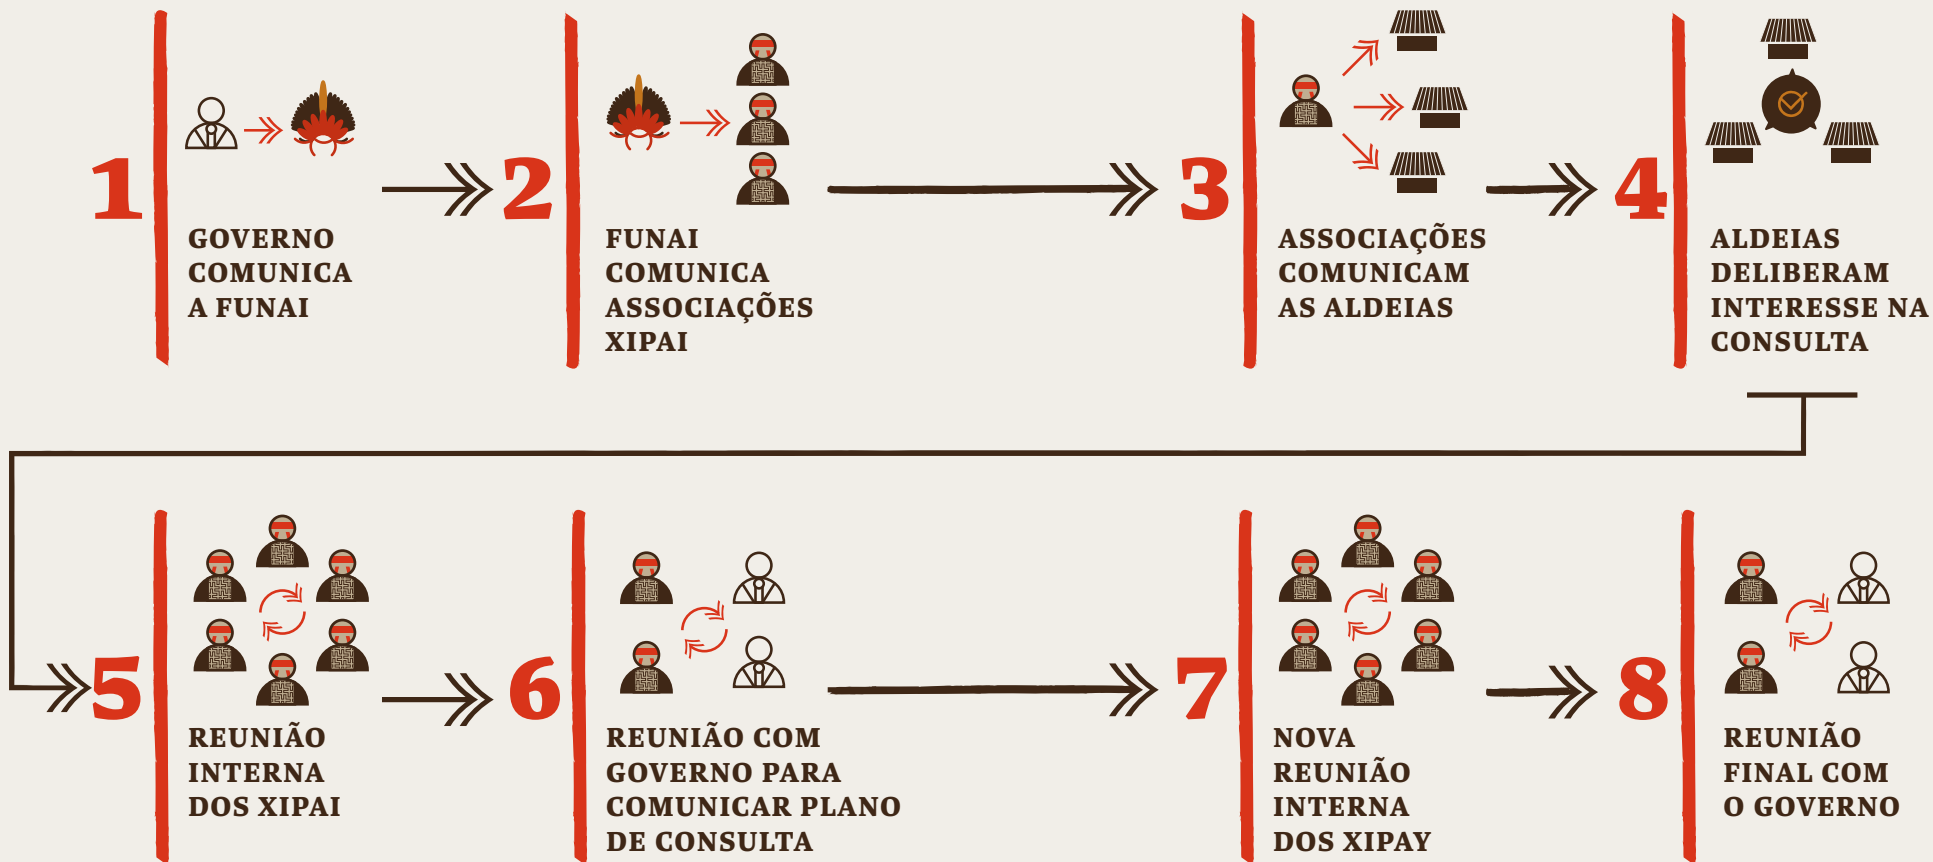 1
GOVERNO
COMUNICA
A FUNAI
2
FUNAI
COMUNICA
ASSOCIAÇÕES
XIPAI
3
ASSOCIAÇÕES
COMUNICAM
AS ALDEIAS
4
ALDEIAS
DELIBERAM
INTERESSE NA
CONSULTA
5
REUNIÃO
INTERNA
DOS XIPAI
6
REUNIÃO COM
GOVERNO PARA
COMUNICAR PLANO
DE CONSULTA
7
NOVA
REUNIÃO
INTERNA
DOS XIPAY
8
REUNIÃO
FINAL COM
O GOVERNO